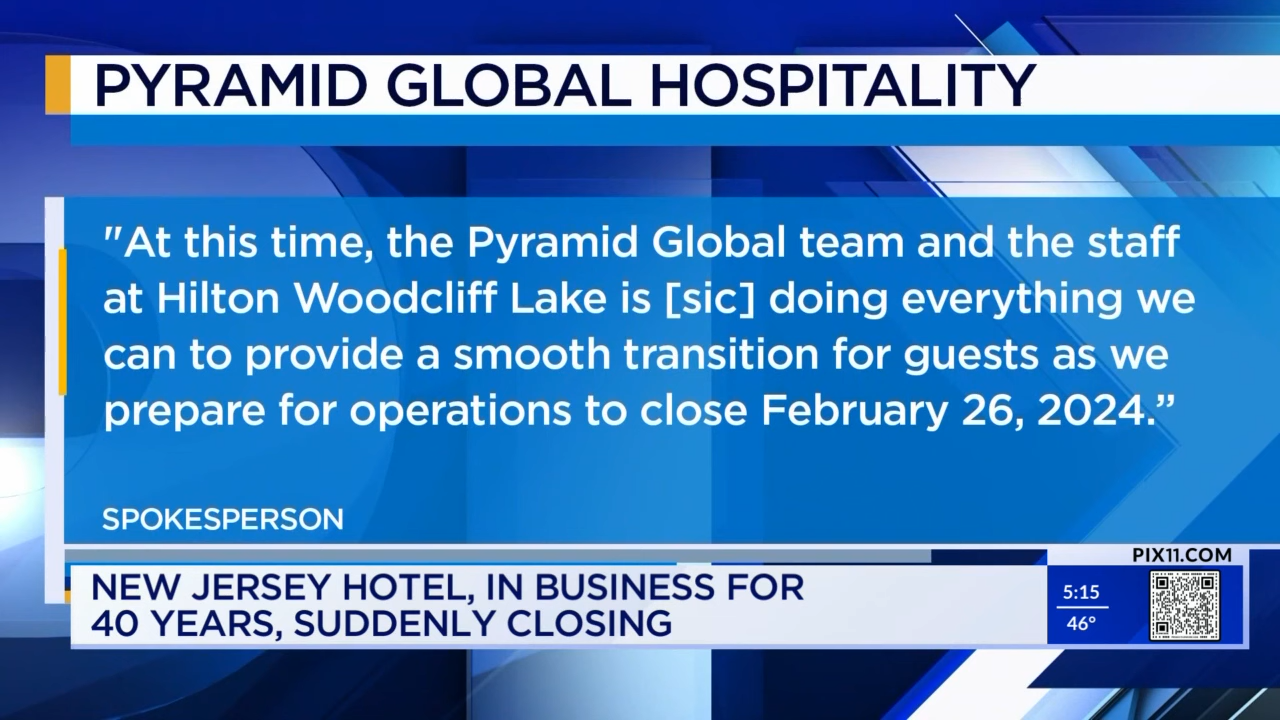 PYRAMID GLOBAL HOSPITALITY
"At this time, the Pyramid Global team and the staff
at Hilton Woodcliff Lake is [sic] doing everything we
can to provide a smooth transition for guests as we
prepare for operations to close February 26, 2024.”
SPOKESPERSON
PIX11.COM
NEW JERSEY HOTEL, IN BUSINESS FOR
40 YEARS, SUDDENLY CLOSING
5:15
46°